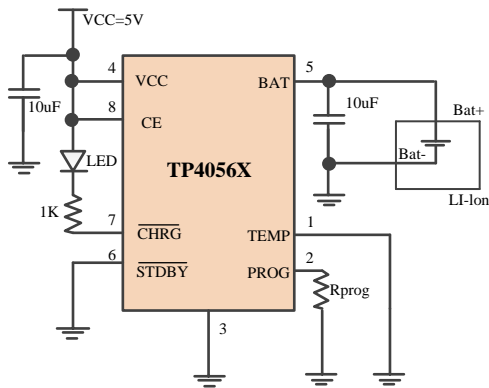 VCC=5V
4
VCC
5
BAT
10uF
8
CE
10uF
Bat+
Bat-
LED
TP4056X
LI-lon
1K
7
CHRG
1
TEMP
6
STDBY
2
PROG
Rprog
3